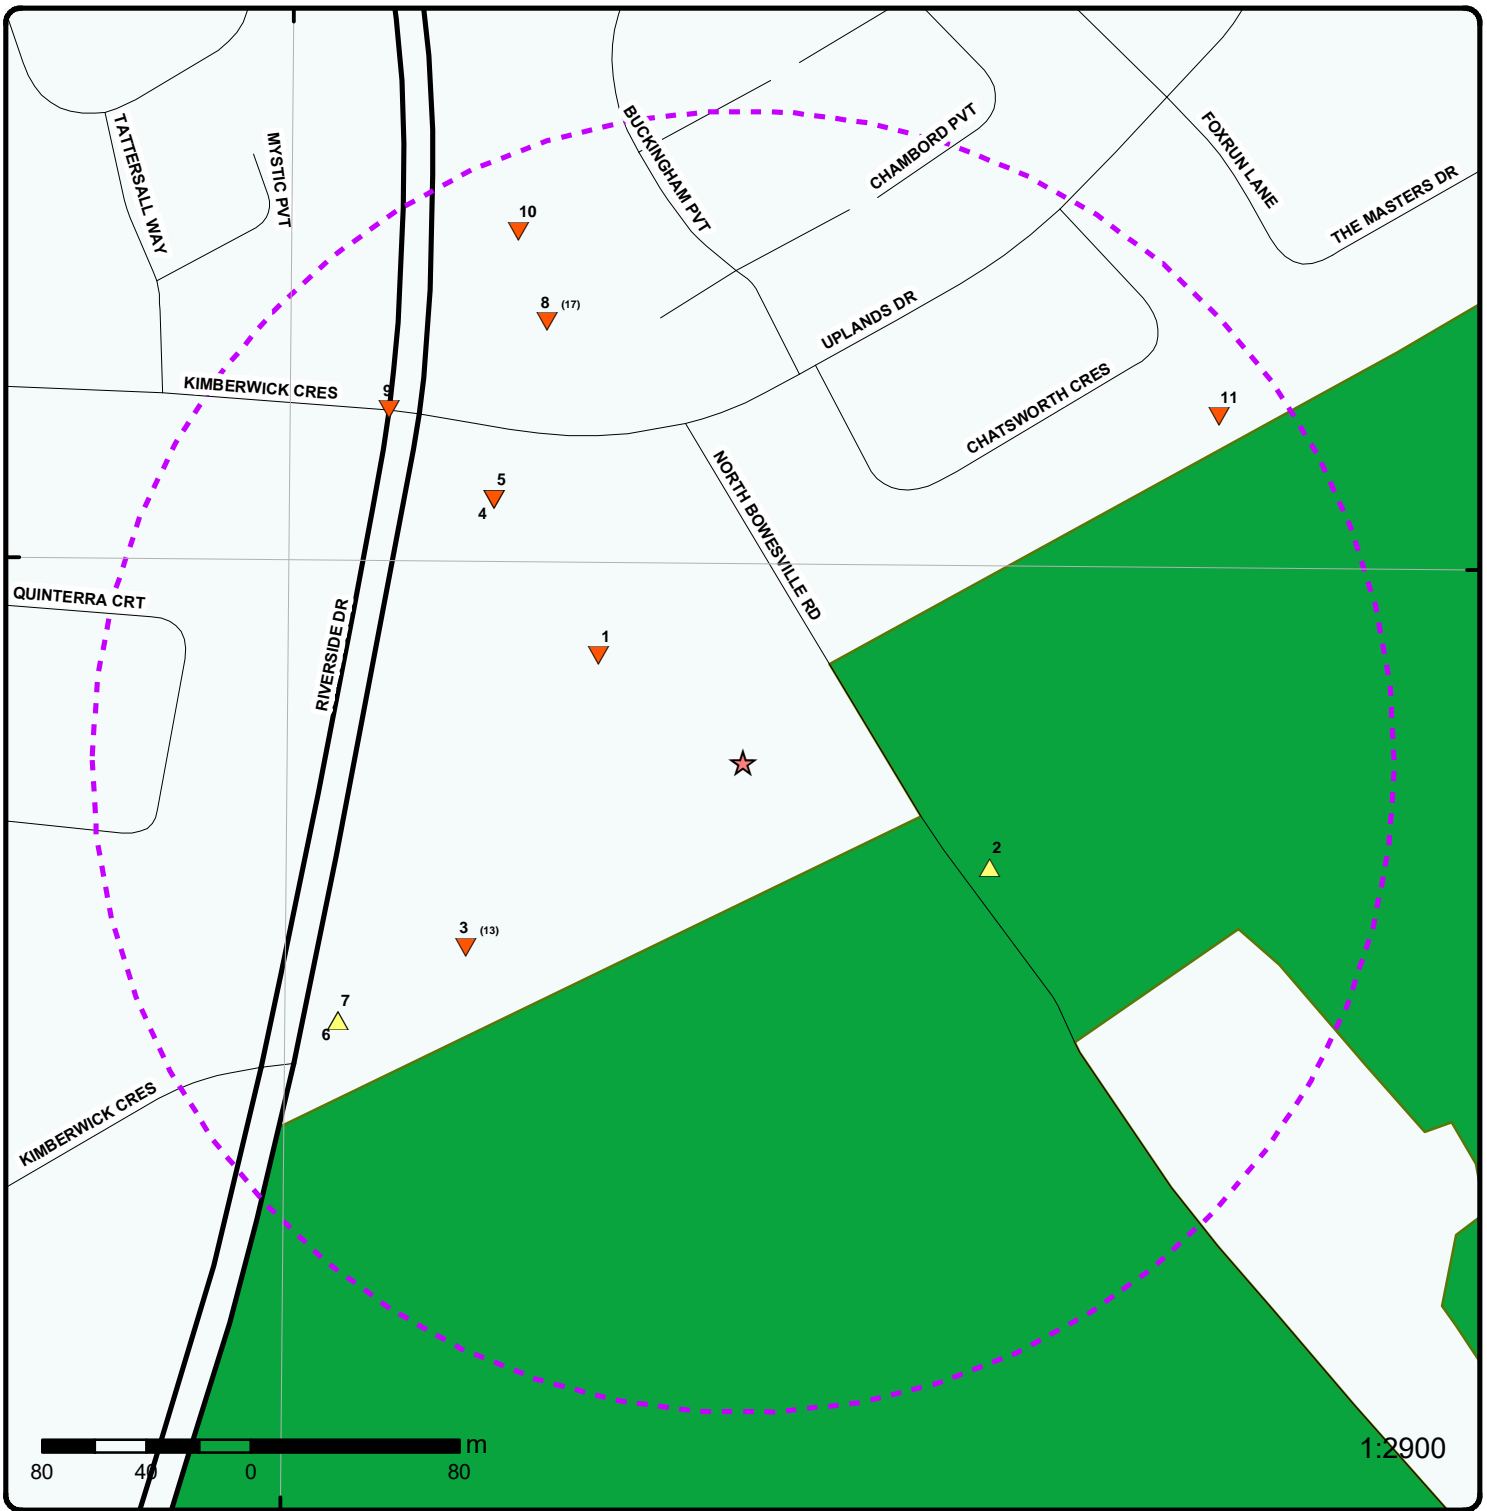 TATTERSALL WAY
MYSTIC PVT
BUCKINGHAM PVT
CHAMBORD PVT
FOXRUN LANE
THE MASTERS DR
10
8 (17)
UPLANDS DR
KIMBERWICK CRES
9
CHATSWORTH CRES
11
5
4
NORTH BOWESVILLE RD
QUINTERRA CRT
RIVERSIDE DR
1
2
3 (13)
7
6
KIMBERWICK CRES
m
80 40 0 80
1:2900